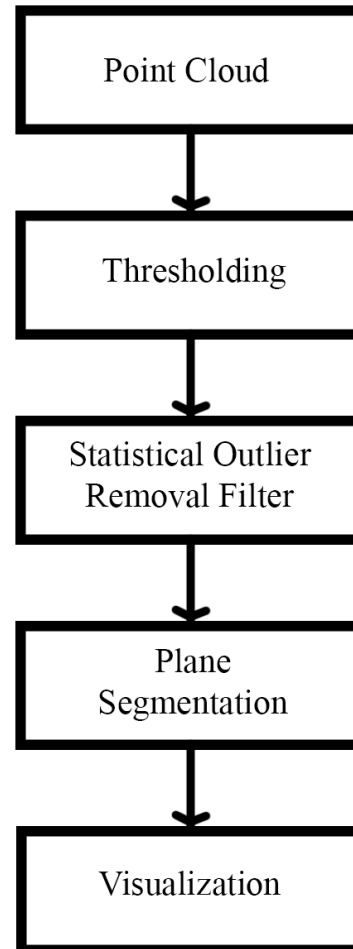 Point Cloud
Thresholding
Statistical Outlier
Removal Filter
Plane
Segmentation
Visualization